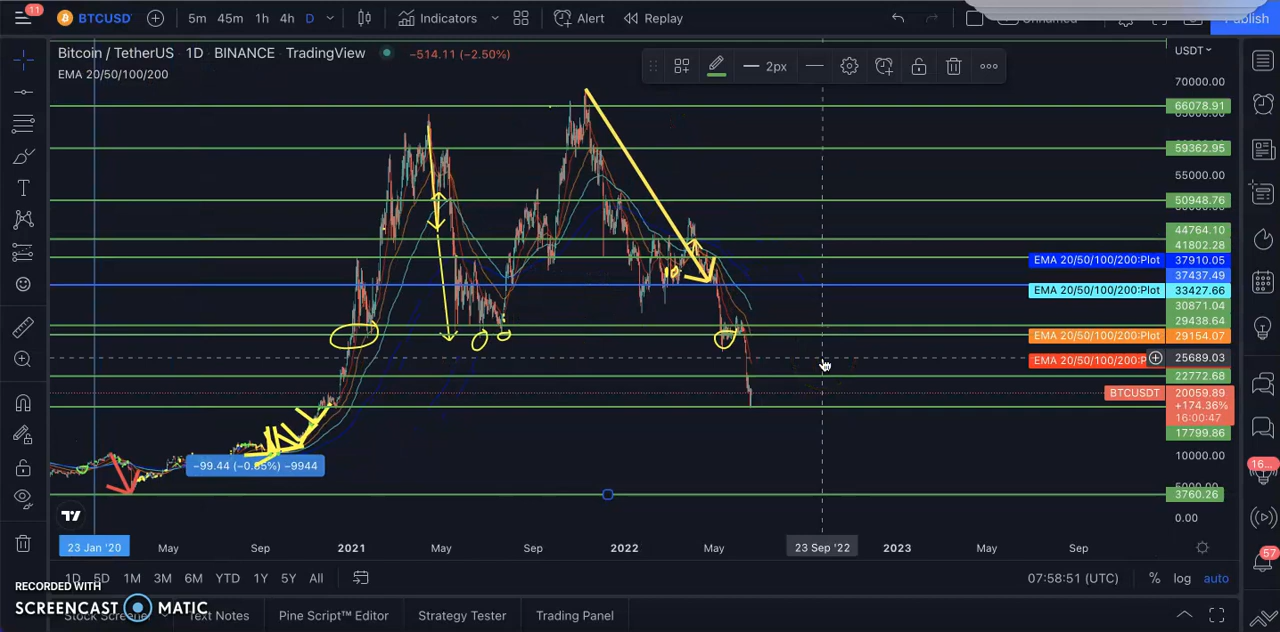 11
BTCUSD
5m 45m 1h 4h D
Indicators
Alert
Replay
Unnamed
Publish
Bitcoin / TetherUS 1D BINANCE TradingView
−514.11 (−2.50%)
EMA 20/50/100/200
2px
USDT
70000.00
66078.91
59362.95
55000.00
50948.76
44764.10
41802.28
EMA 20/50/100/200:Plot 37910.05
37437.49
EMA 20/50/100/200:Plot 33427.66
30871.04
29438.64
EMA 20/50/100/200:Plot 29154.07
EMA 20/50/100/200:P 25689.03
22772.68
BTCUSDT 20059.89
+174.36%
16:00:47
17799.86
10000.00
3760.26
0.00
−99.44 (−0.85%) −9944
23 Jan '20 May Sep 2021 May Sep 2022 May 23 Sep '22 2023 May Sep
1D 5D 1M 3M 6M YTD 1Y 5Y All
07:58:51 (UTC) % log auto
RECORDED WITH
SCREENCAST MATIC
Stock Screener Text Notes Pine Script™ Editor Strategy Tester Trading Panel
16...
57